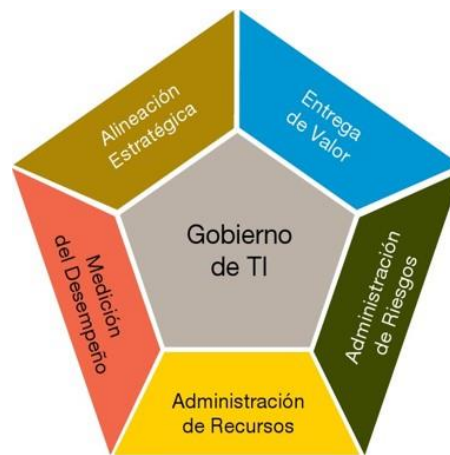 Alineación
Estratégica
Entrega
de Valor
Gobierno
de TI
Medición
del Desempeño
Administración
de Riesgos
Administración
de Recursos